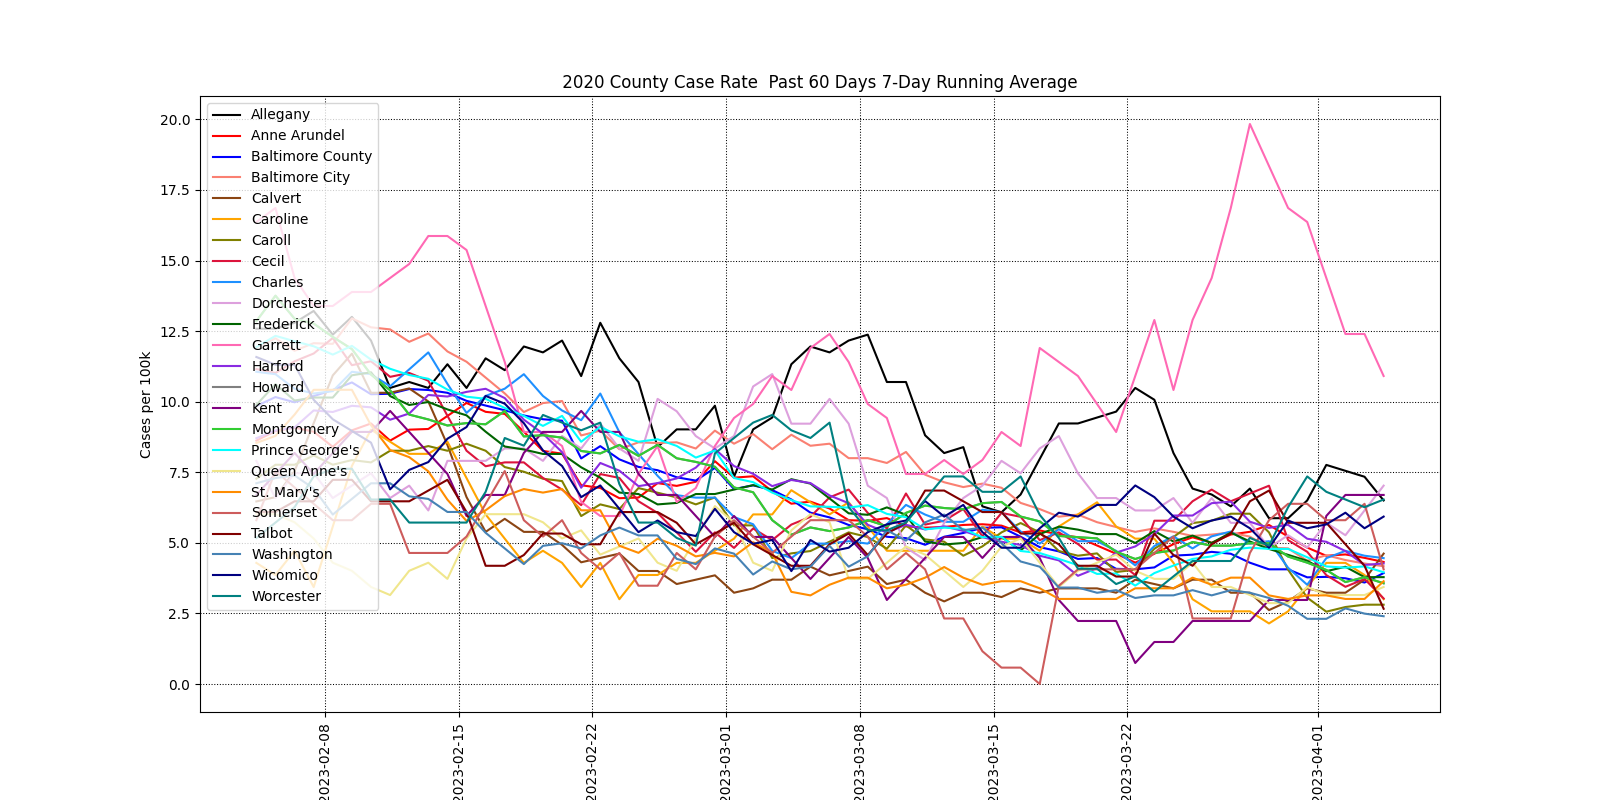 2020 County Case Rate  Past 60 Days 7-Day Running Average
Cases per 100k
20.0
17.5
15.0
12.5
10.0
7.5
5.0
2.5
0.0
Allegany
Anne Arundel
Baltimore County
Baltimore City
Calvert
Caroline
Caroll
Cecil
Charles
Dorchester
Frederick
Garrett
Harford
Howard
Kent
Montgomery
Prince George's
Queen Anne's
St. Mary's
Somerset
Talbot
Washington
Wicomico
Worcester
2023-02-08
2023-02-15
2023-02-22
2023-03-01
2023-03-08
2023-03-15
2023-03-22
2023-04-01